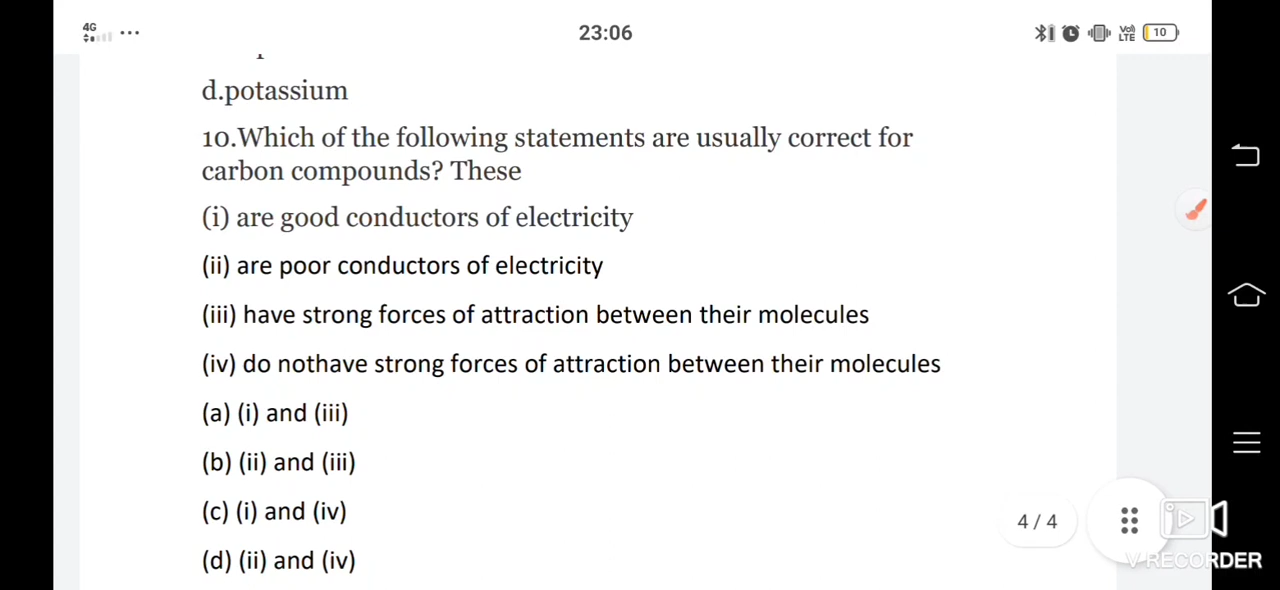 4G 23:06 Vo) LTE 10
d.potassium
10.Which of the following statements are usually correct for
carbon compounds? These
(i) are good conductors of electricity
(ii) are poor conductors of electricity
(iii) have strong forces of attraction between their molecules
(iv) do nothave strong forces of attraction between their molecules
(a) (i) and (iii)
(b) (ii) and (iii)
(c) (i) and (iv)
4 / 4
(d) (ii) and (iv)
V RECORDER